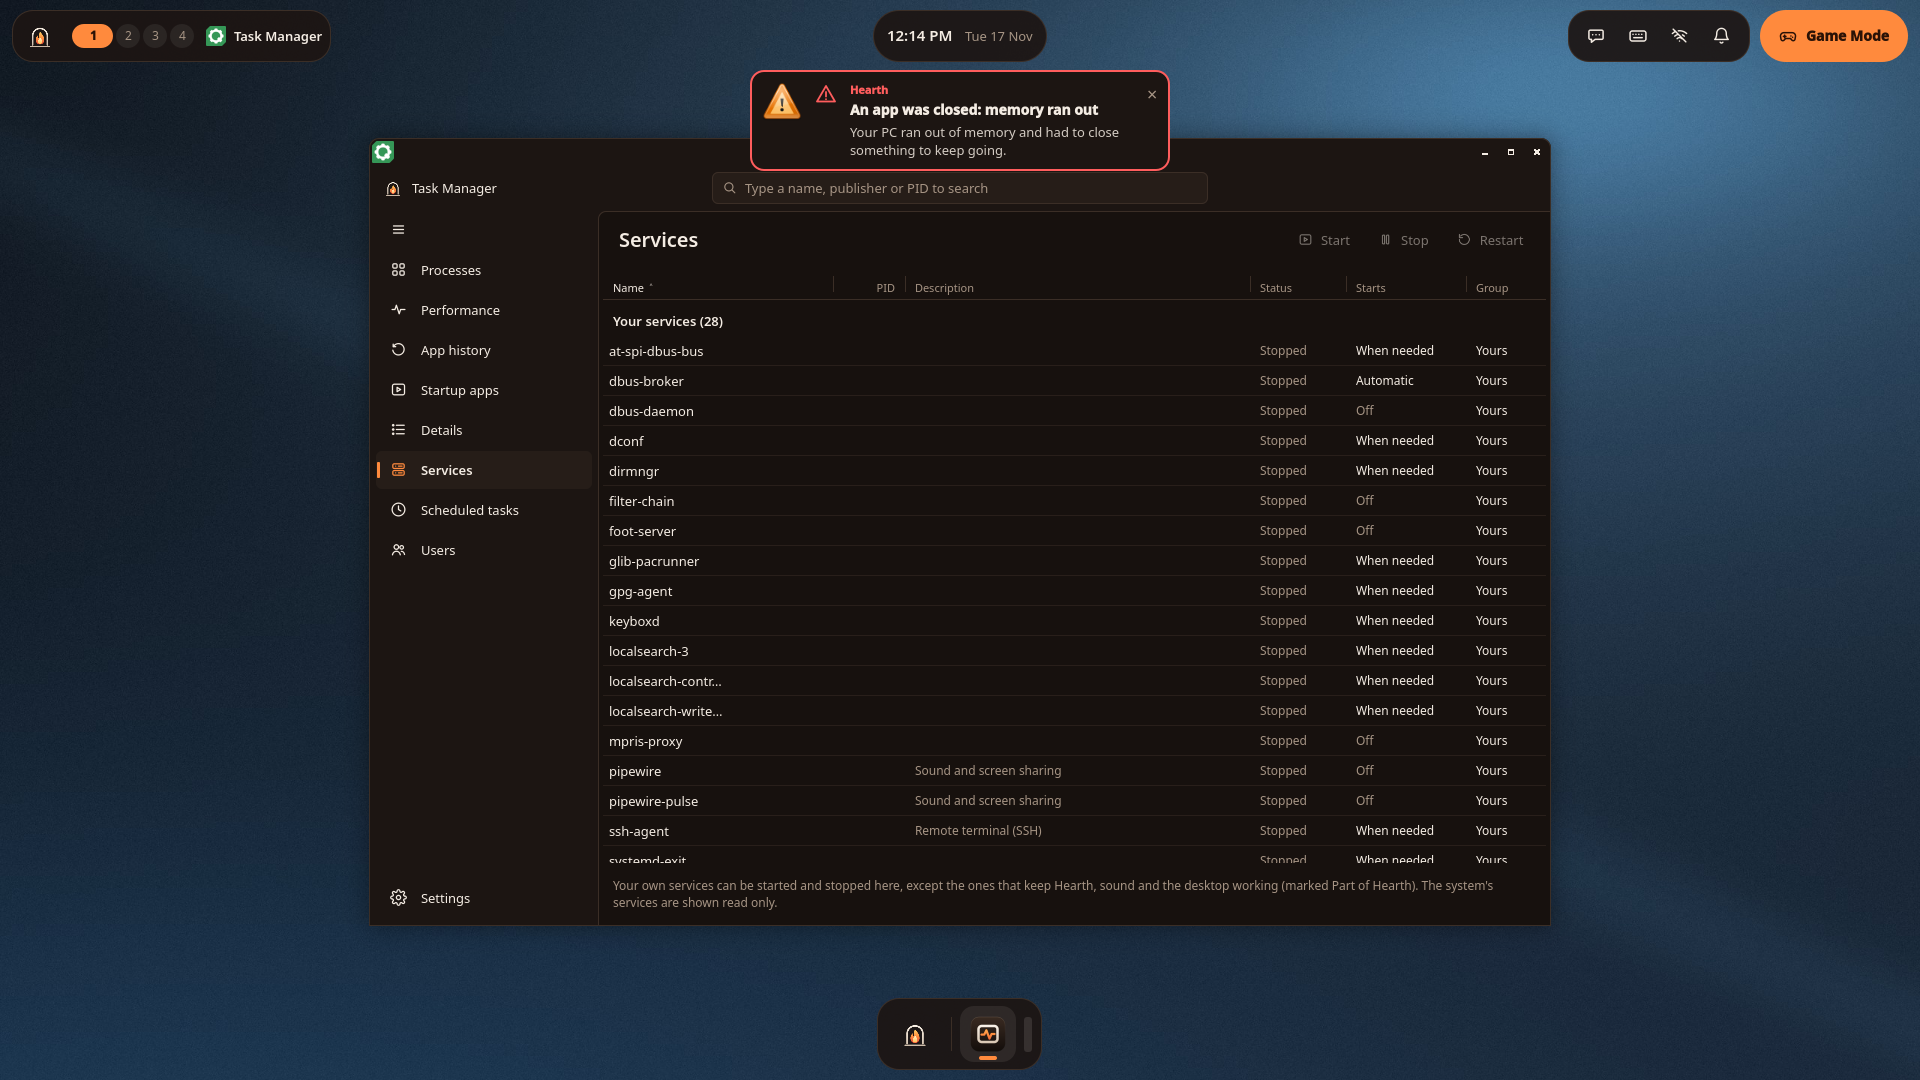 1 2 3 4 Task Manager
12:14 PM Tue 17 Nov
Game Mode
Hearth
An app was closed: memory ran out
Your PC ran out of memory and had to close
something to keep going.
Task Manager
Type a name, publisher or PID to search
Processes
Performance
App history
Startup apps
Details
Services
Scheduled tasks
Users
Settings
Services
Start Stop Restart
Name PID Description Status Starts Group
Your services (28)
at-spi-dbus-bus Stopped When needed Yours
dbus-broker Stopped Automatic Yours
dbus-daemon Stopped Off Yours
dconf Stopped When needed Yours
dirmngr Stopped When needed Yours
filter-chain Stopped Off Yours
foot-server Stopped Off Yours
glib-pacrunner Stopped When needed Yours
gpg-agent Stopped When needed Yours
keyboxd Stopped When needed Yours
localsearch-3 Stopped When needed Yours
localsearch-contr... Stopped When needed Yours
localsearch-write... Stopped When needed Yours
mpris-proxy Stopped Off Yours
pipewire Sound and screen sharing Stopped Off Yours
pipewire-pulse Sound and screen sharing Stopped Off Yours
ssh-agent Remote terminal (SSH) Stopped When needed Yours
systemd-exit Stopped When needed Yours
Your own services can be started and stopped here, except the ones that keep Hearth, sound and the desktop working (marked Part of Hearth). The system's
services are shown read only.